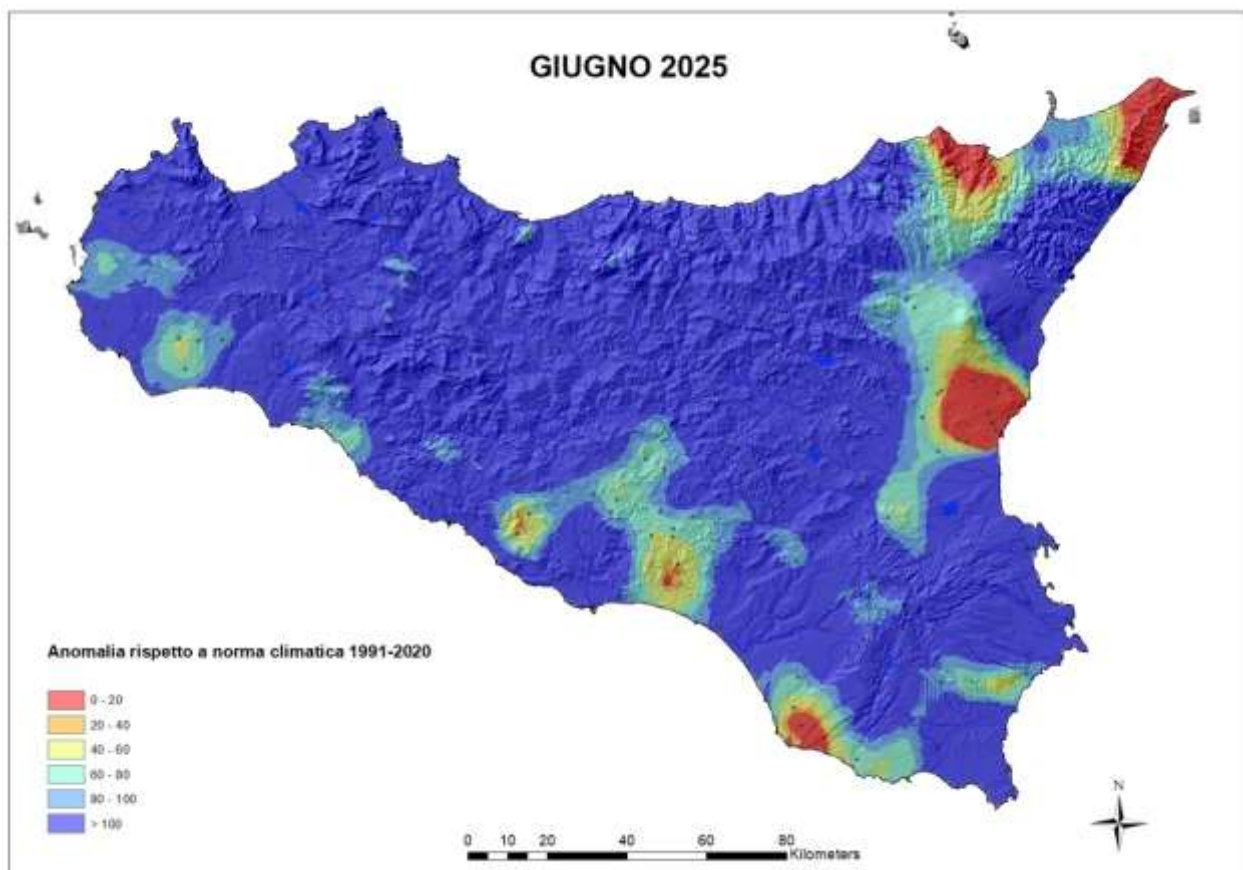 GIUGNO 2025
Anomalia rispetto a norma climatica 1991-2020
0 - 20
20 - 40
40 - 60
60 - 80
80 - 100
> 100
N
0 10 20 40 60 80
Kilometers